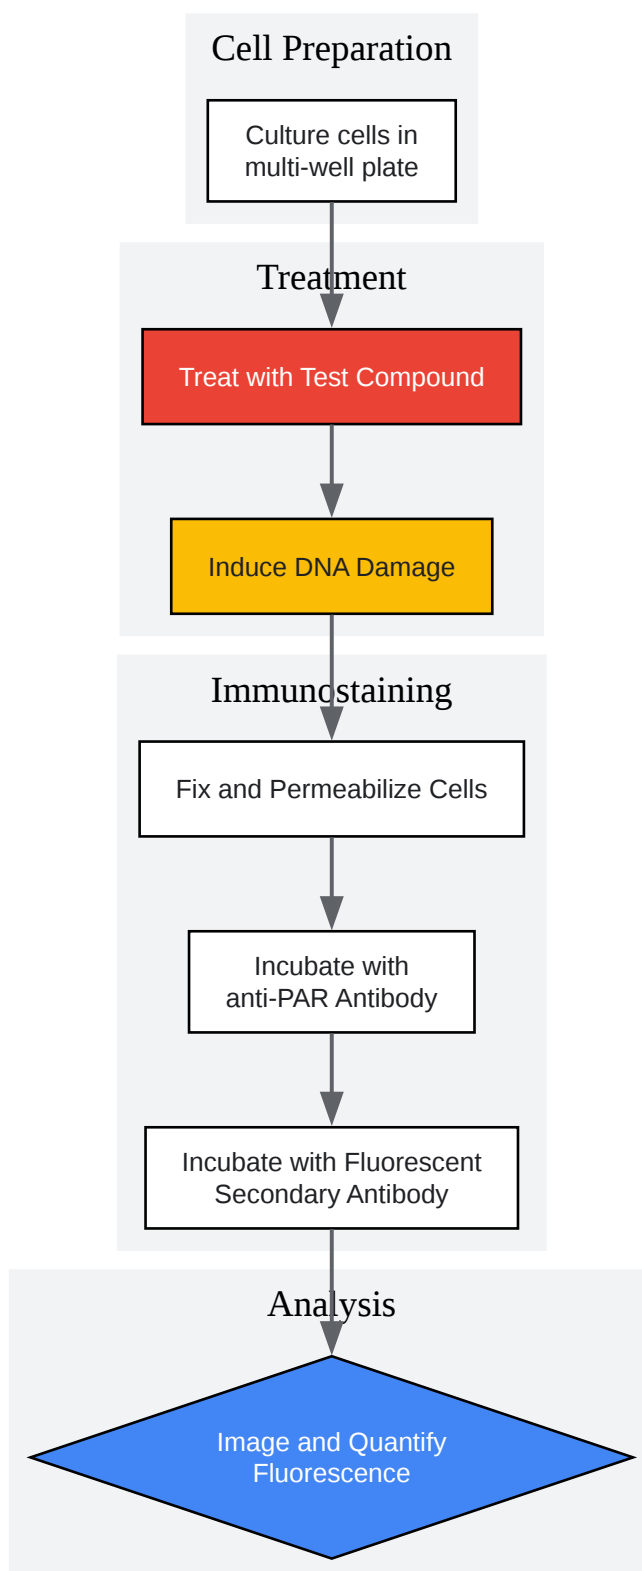 Cell Preparation
Culture cells in
multi-well plate
Treatment
Treat with Test Compound
Induce DNA Damage
Immunostaining
Fix and Permeabilize Cells
Incubate with
anti-PAR Antibody
Incubate with Fluorescent
Secondary Antibody
Analysis
Image and Quantify
Fluorescence